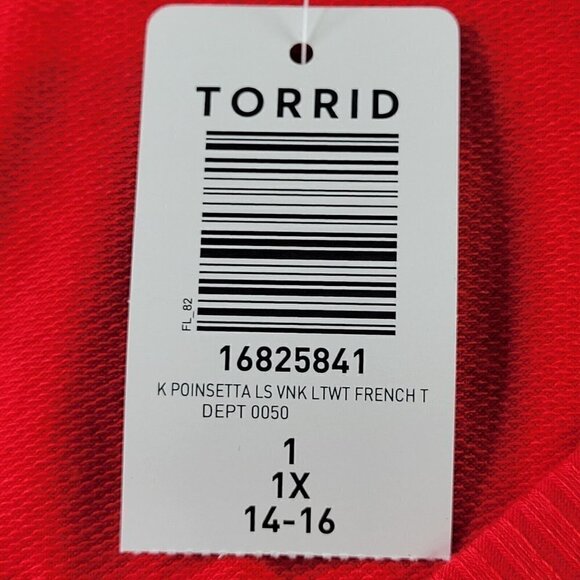 TORRID
FL_82
16825841
K POINSETTA LS VNK LTWT FRENCH T
DEPT 0050
1
1X
14-16